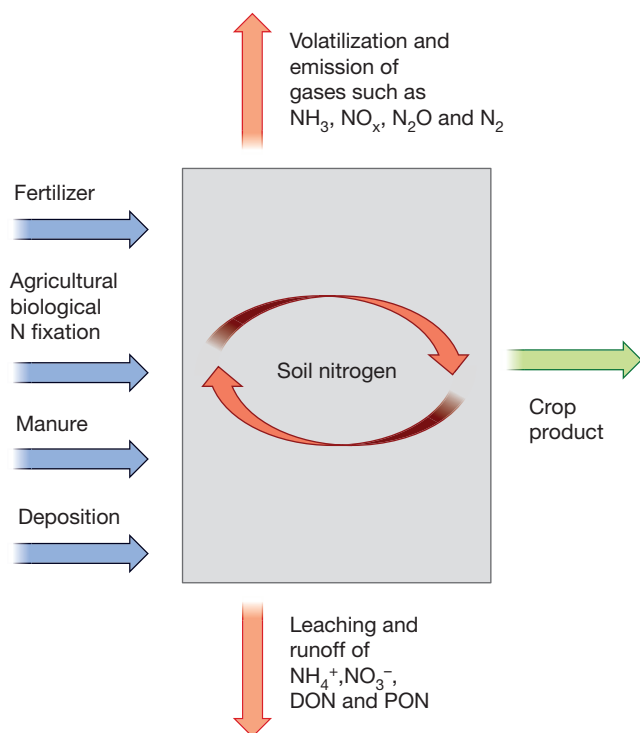 Volatilization and
emission of
gases such as
NH₃, NOₓ, N₂O and N₂
Fertilizer
Agricultural
biological
N fixation
Manure
Deposition
Soil nitrogen
Crop
product
Leaching and
runoff of
NH₄⁺,NO₃⁻,
DON and PON